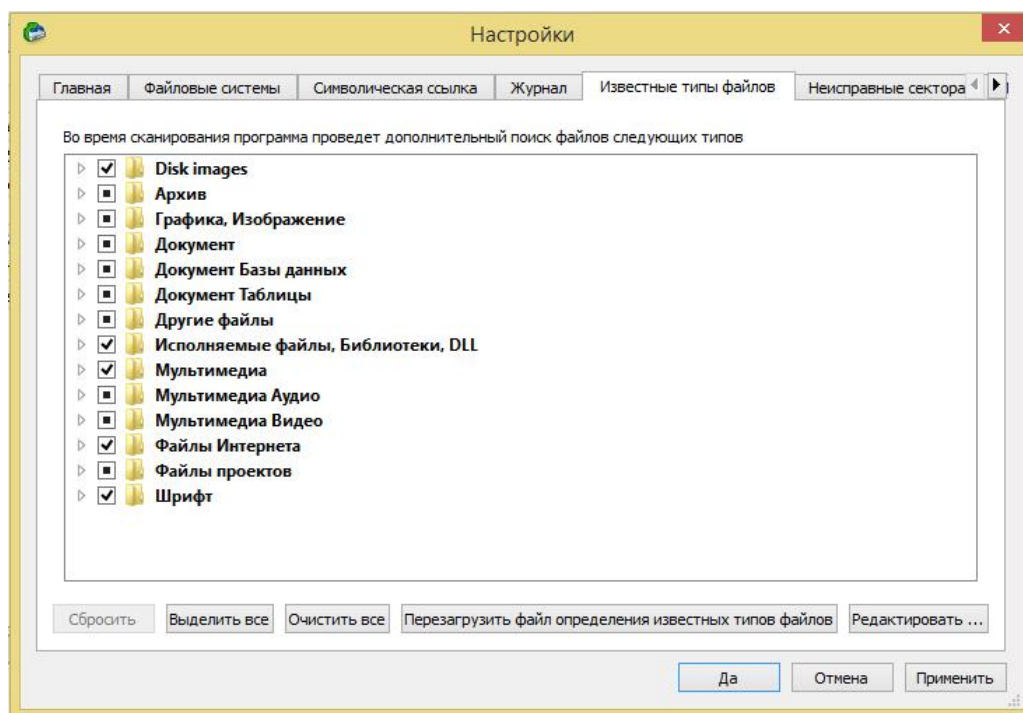 Настройки
Главная Файловые системы Символическая ссылка Журнал Известные типы файлов Неисправные сектора
Во время сканирования программа проведет дополнительный поиск файлов следующих типов
Disk images
Архив
Графика, Изображение
Документ
Документ Базы данных
Документ Таблицы
Другие файлы
Исполняемые файлы, Библиотеки, DLL
Мультимедиа
Мультимедиа Аудио
Мультимедиа Видео
Файлы Интернета
Файлы проектов
Шрифт
Сбросить Выделить все Очистить все Перезагрузить файл определения известных типов файлов Редактировать ...
Да Отмена Применить